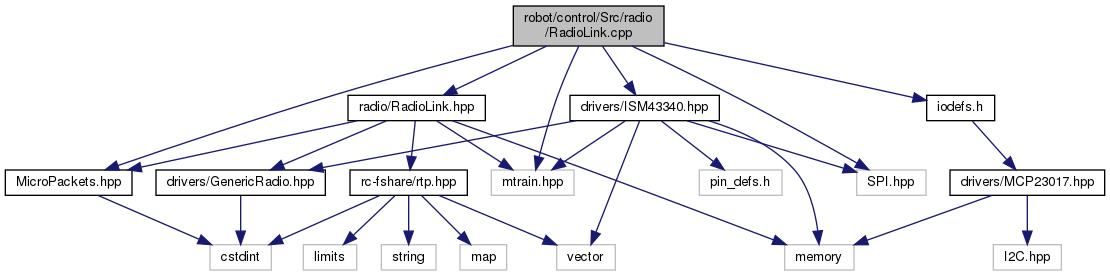 robot/control/Src/radio
/RadioLink.cpp
radio/RadioLink.hpp
drivers/ISM43340.hpp
iodefs.h
MicroPackets.hpp
drivers/GenericRadio.hpp
rc-fshare/rtp.hpp
mtrain.hpp
pin_defs.h
SPI.hpp
drivers/MCP23017.hpp
cstdint
limits
string
map
vector
memory
I2C.hpp